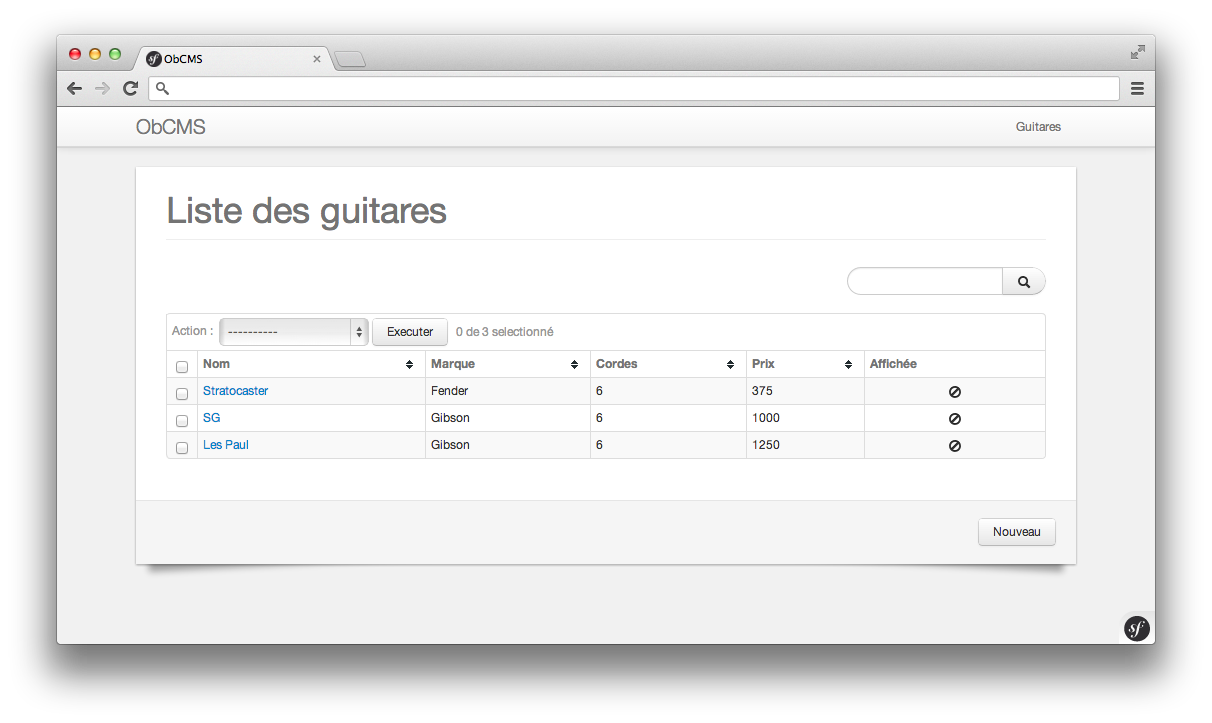 sf ObCMS
ObCMS
Guitares
Liste des guitares
Action : ---------- Executer 0 de 3 selectionné
Nom Marque Cordes Prix Affichée
Stratocaster Fender 6 375
SG Gibson 6 1000
Les Paul Gibson 6 1250
Nouveau
sf